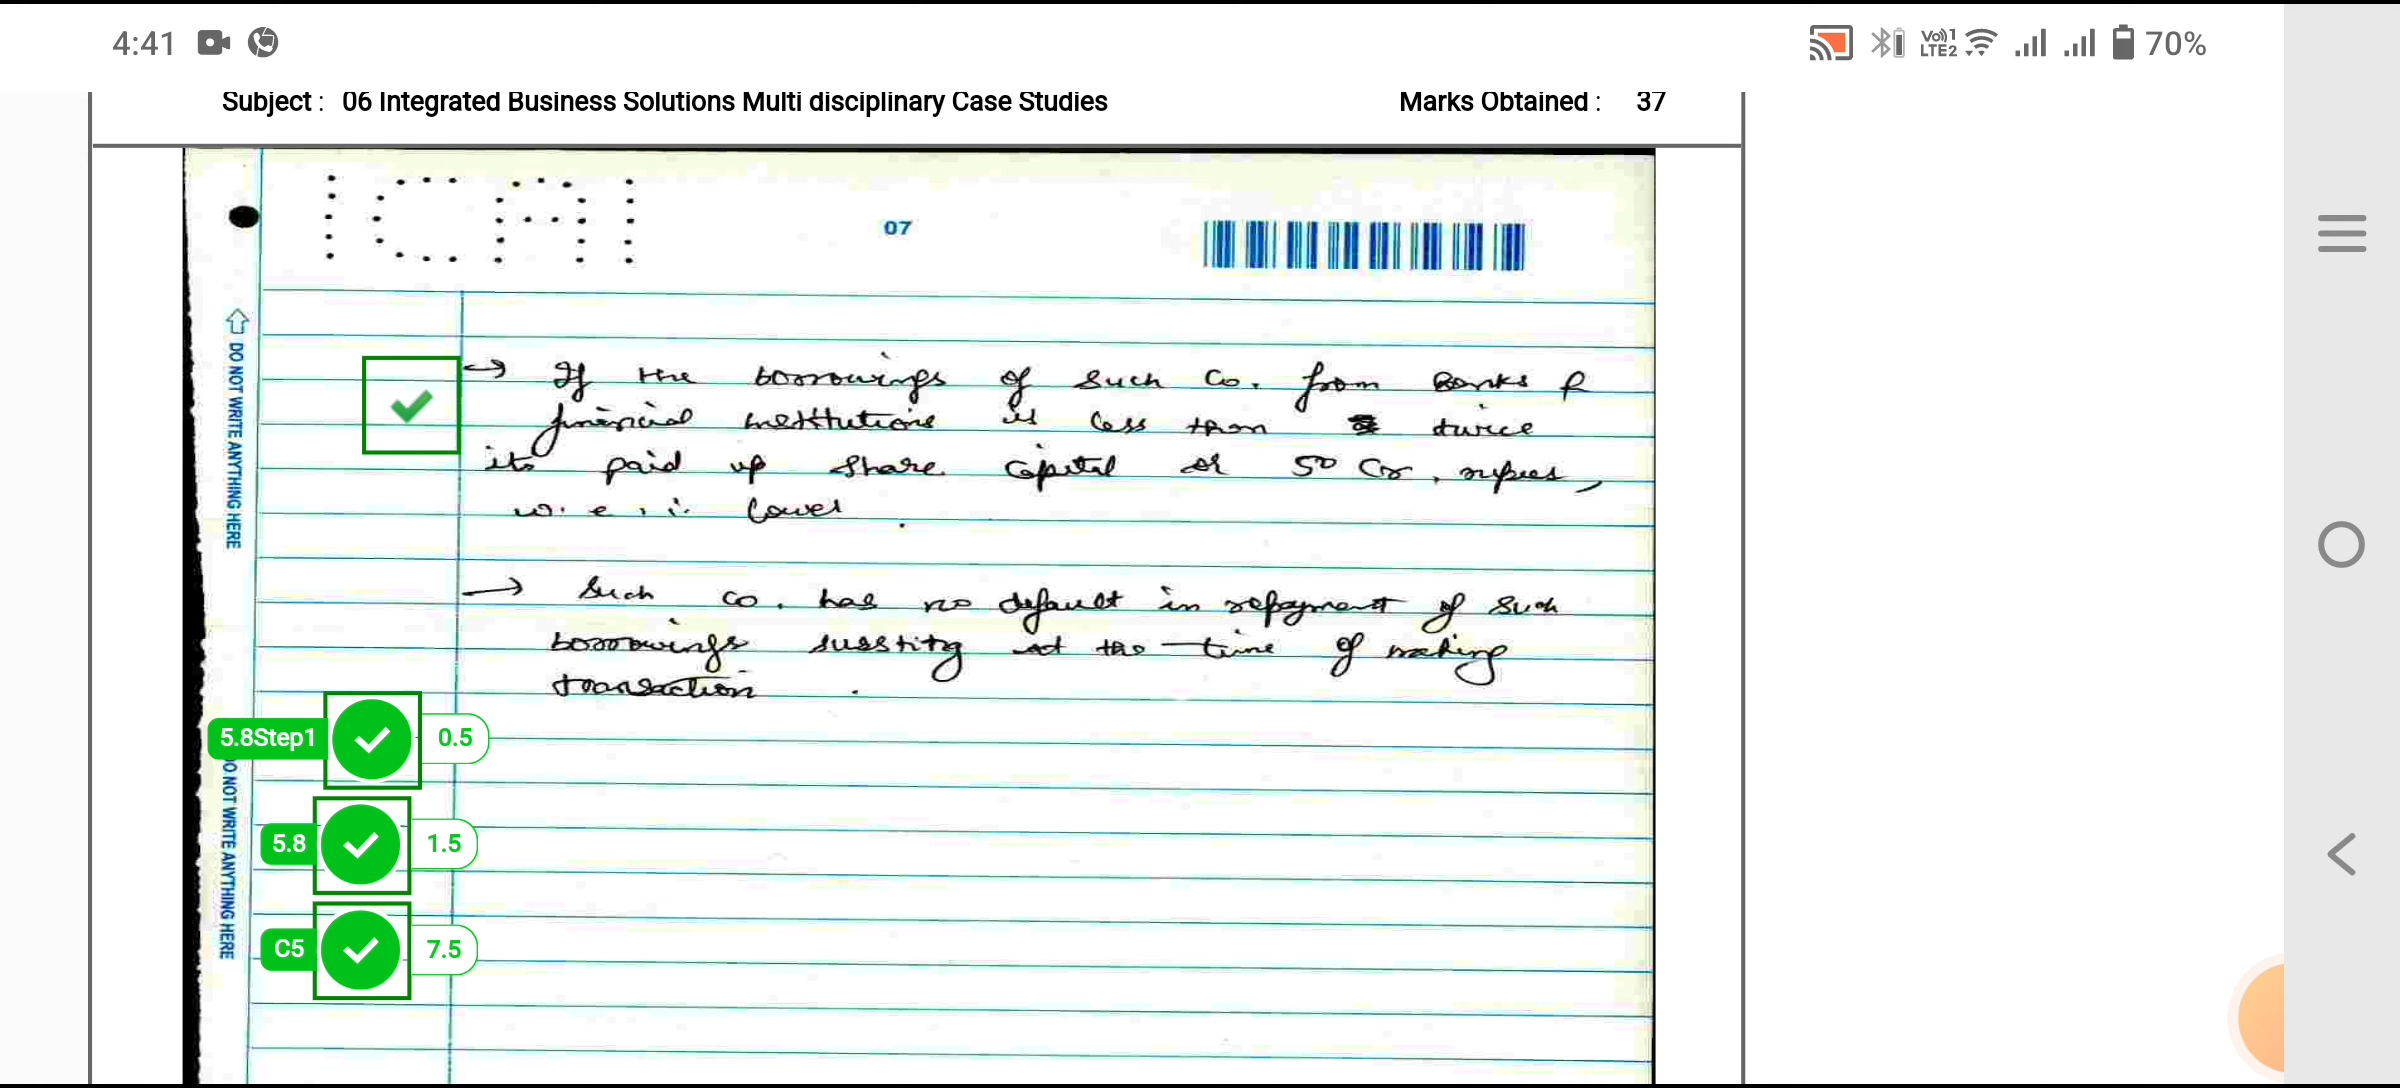 4:41
Vo)) 1
LTE2
70%
Subject : 06 Integrated Business Solutions Multi disciplinary Case Studies
Marks Obtained : 37
ICAI
07
DO NOT WRITE ANYTHING HERE
→ If the borrowings of such Co. from Banks &
financial institutions is less than twice
its paid up share capital or 50 Cr. rupees,
w.e.i. lower.
→ Such co. has no default in repayment of such
borrowings at the time of making
transaction.
5.8Step1 0.5
DO NOT WRITE ANYTHING HERE
5.8 1.5
C5 7.5